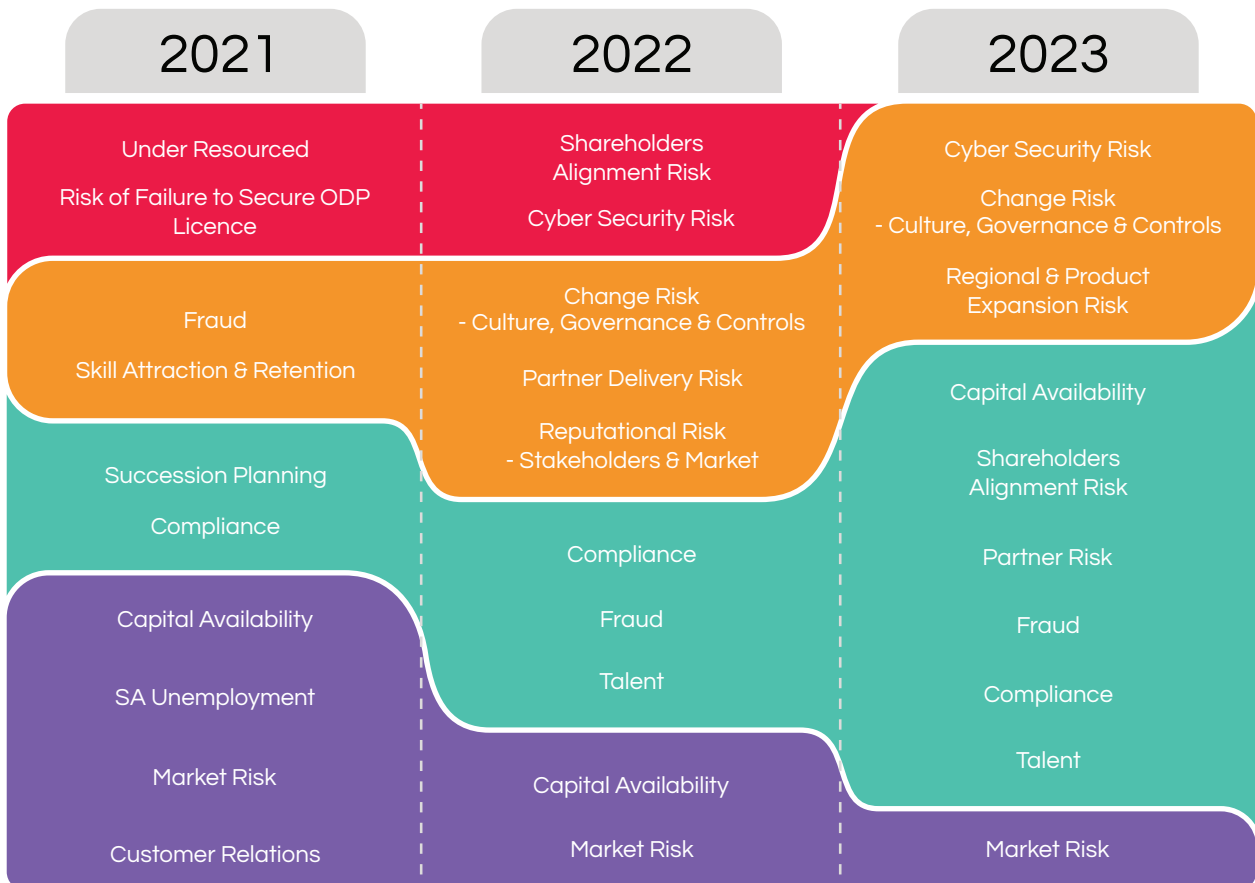 2021
Under Resourced
Risk of Failure to Secure ODP
Licence
Fraud
Skill Attraction & Retention
Succession Planning
Compliance
Capital Availability
SA Unemployment
Market Risk
Customer Relations
2022
Shareholders
Alignment Risk
Cyber Security Risk
Change Risk
- Culture, Governance & Controls
Partner Delivery Risk
Reputational Risk
- Stakeholders & Market
Compliance
Fraud
Talent
Capital Availability
Market Risk
2023
Cyber Security Risk
Change Risk
- Culture, Governance & Controls
Regional & Product
Expansion Risk
Capital Availability
Shareholders
Alignment Risk
Partner Risk
Fraud
Compliance
Talent
Market Risk